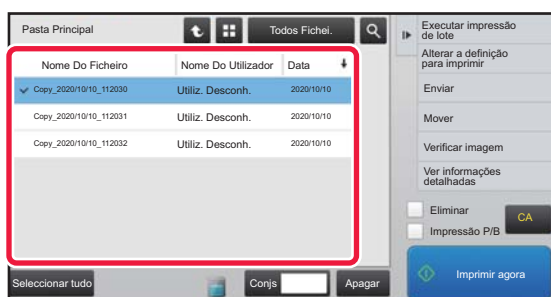 Pasta Principal
Todos Fichei.
Nome Do Ficheiro Nome Do Utilizador Data
Copy_2020/10/10_112030 Utiliz. Desconh. 2020/10/10
Copy_2020/10/10_112031 Utiliz. Desconh. 2020/10/10
Copy_2020/10/10_112032 Utiliz. Desconh. 2020/10/10
Seleccionar tudo
Conjs
Apagar
Executar impressão
de lote
Alterar a definição
para imprimir
Enviar
Mover
Verificar imagem
Ver informações
detalhadas
Eliminar
Impressão P/B
CA
Imprimir agora